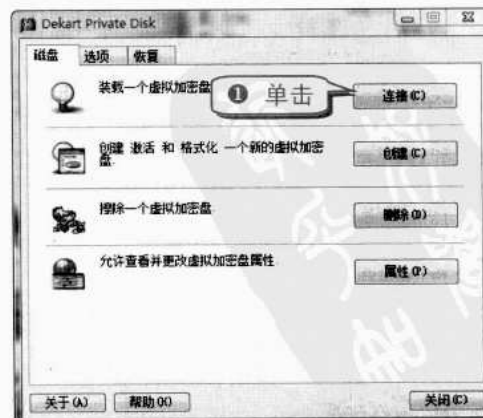 Dekart Private Disk
磁盘 选项 恢复
装载一个虚拟加密盘
❶ 单击
连接(C)
创建 激活 和 格式化 一个新的虚拟加密
盘.
创建(C)
擦除一个虚拟加密盘.
删除(D)
允许查看并更改虚拟加密盘属性
属性(P)
关于(A) 帮助(H) 关闭(C)